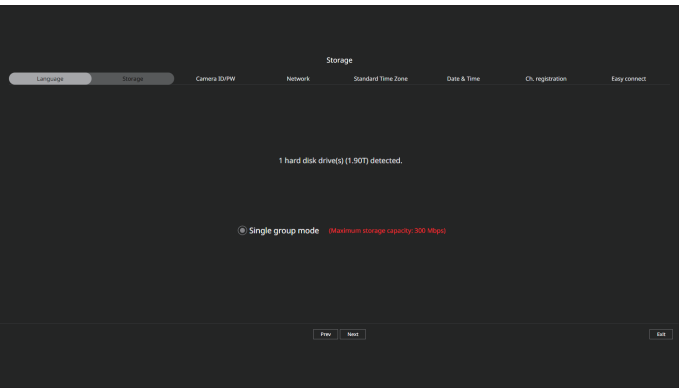 Storage
Language Storage Camera ID/PW Network Standard Time Zone Date & Time Ch. registration Easy connect
1 hard disk drive(s) (1.90T) detected.
Single group mode (Maximum storage capacity: 300 Mbps)
Prev Next Exit